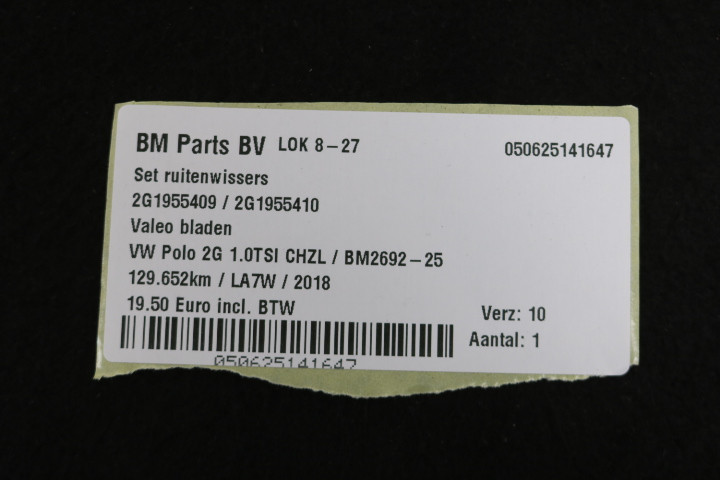 BM Parts BV LOK 8-27 050625141647
Set ruitenwissers
2G1955409 / 2G1955410
Valeo bladen
VW Polo 2G 1.0TSI CHZL / BM2692-25
129.652km / LA7W / 2018
19.50 Euro incl. BTW Verz: 10
Aantal: 1
050625141647